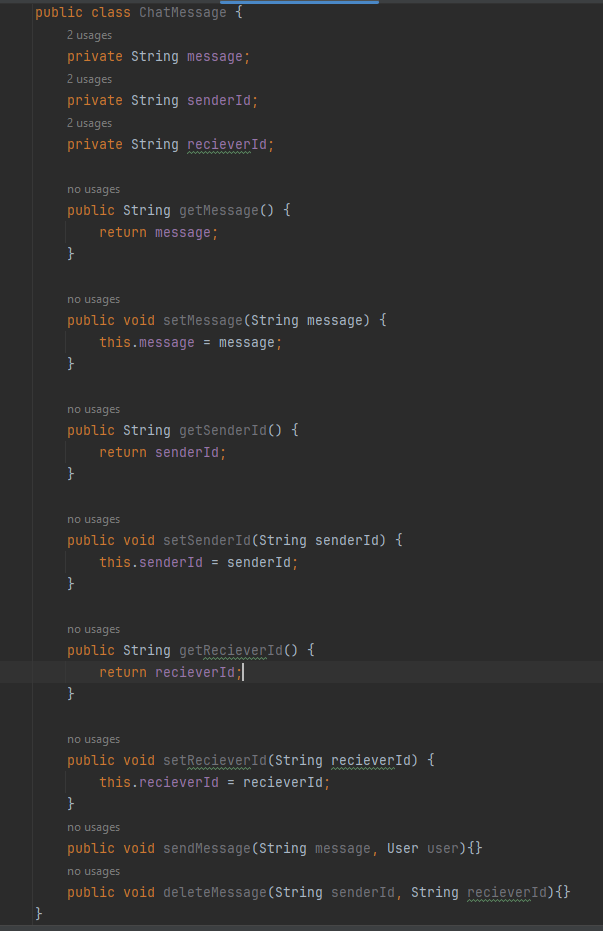 public class ChatMessage {
2 usages
private String message;
2 usages
private String senderId;
2 usages
private String recieverId;
no usages
public String getMessage() {
return message;
}
no usages
public void setMessage(String message) {
this.message = message;
}
no usages
public String getSenderId() {
return senderId;
}
no usages
public void setSenderId(String senderId) {
this.senderId = senderId;
}
no usages
public String getRecieverId() {
return recieverId;
}
no usages
public void setRecieverId(String recieverId) {
this.recieverId = recieverId;
}
no usages
public void sendMessage(String message, User user){}
no usages
public void deleteMessage(String senderId, String recieverId){}
}